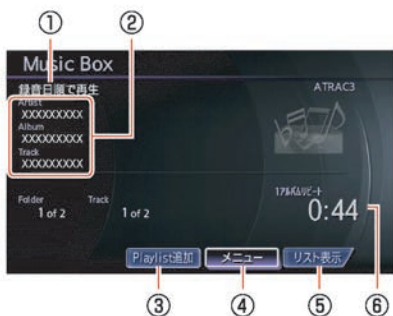 ① ②
Music Box
録音日順で再生
ATRAC3
Artist
XXXXXXXXX
Album
XXXXXXXXX
Track
XXXXXXXXX
Folder Track 1アルバムリピート
1 of 2 1 of 2 0:44
Playlist追加 メニュー リスト表示 ⑥
③ ④ ⑤